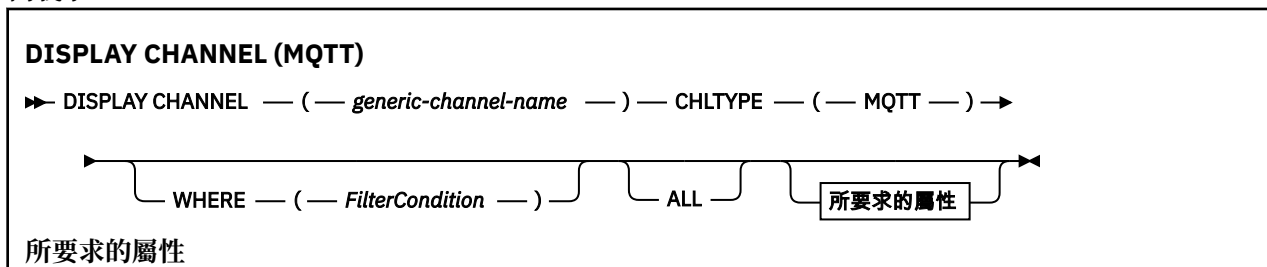 DISPLAY CHANNEL (MQTT)
DISPLAY CHANNEL ( generic-channel-name ) CHLTYPE ( MQTT )
WHERE ( FilterCondition ) ALL 所要求的屬性
所要求的屬性